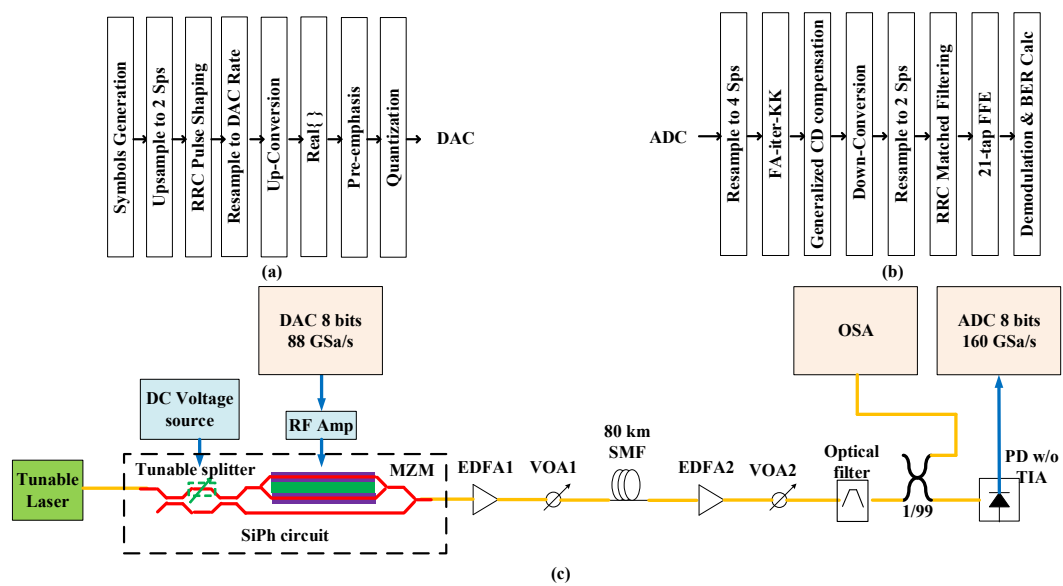 Symbols Generation
Upsample to 2 Sps
RRC Pulse Shaping
Resample to DAC Rate
Up-Conversion
Real{}
Pre-emphasis
Quantization
DAC
(a)
ADC
Resample to 4 Sps
FA-iter-KK
Generalized CD compensation
Down-Conversion
Resample to 2 Sps
RRC Matched Filtering
21-tap FFE
Demodulation & BER Calc
(b)
DAC 8 bits
88 GSa/s
OSA
ADC 8 bits
160 GSa/s
DC Voltage
source
RF Amp
Tunable
Laser
Tunable splitter
MZM
SiPh circuit
EDFA1
VOA1
80 km
SMF
EDFA2
VOA2
Optical
filter
1/99
PD w/o
TIA
(c)